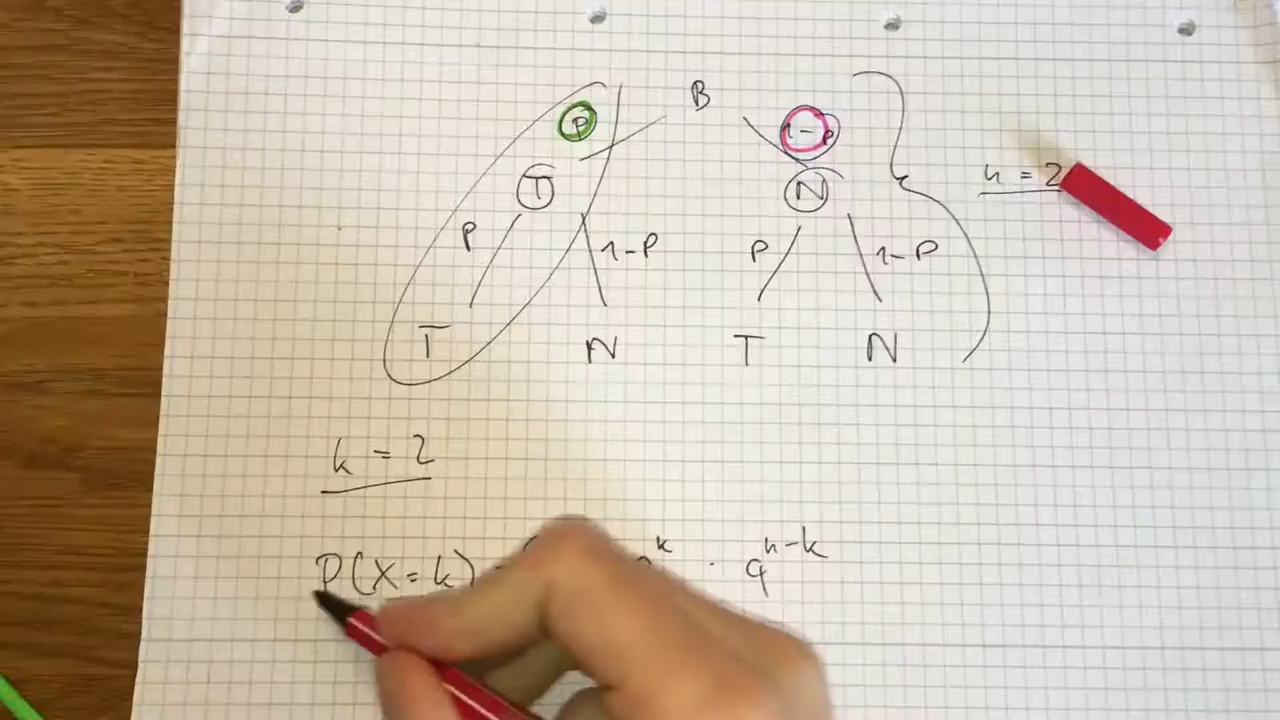 B
p 1-p
T N
p 1-p p 1-p
T N T N
n = 2
k = 2
P(X=k) k · q^n-k